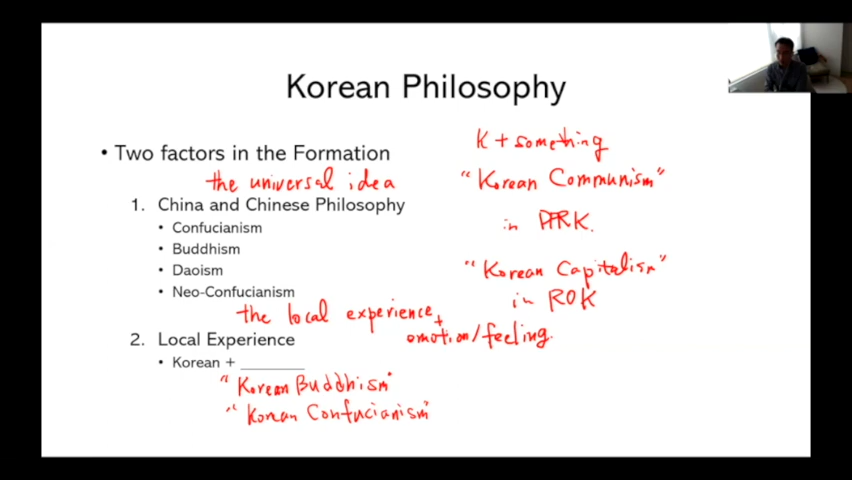 Korean Philosophy
• Two factors in the Formation
the universal idea
1. China and Chinese Philosophy
• Confucianism
• Buddhism
• Daoism
• Neo-Confucianism
the local experience +
emotion/feeling.
2. Local Experience
• Korean + ________
"Korean Buddhism"
"Korean Confucianism"
K + something
"Korean Communism"
in DPRK.
"Korean Capitalism"
in ROK